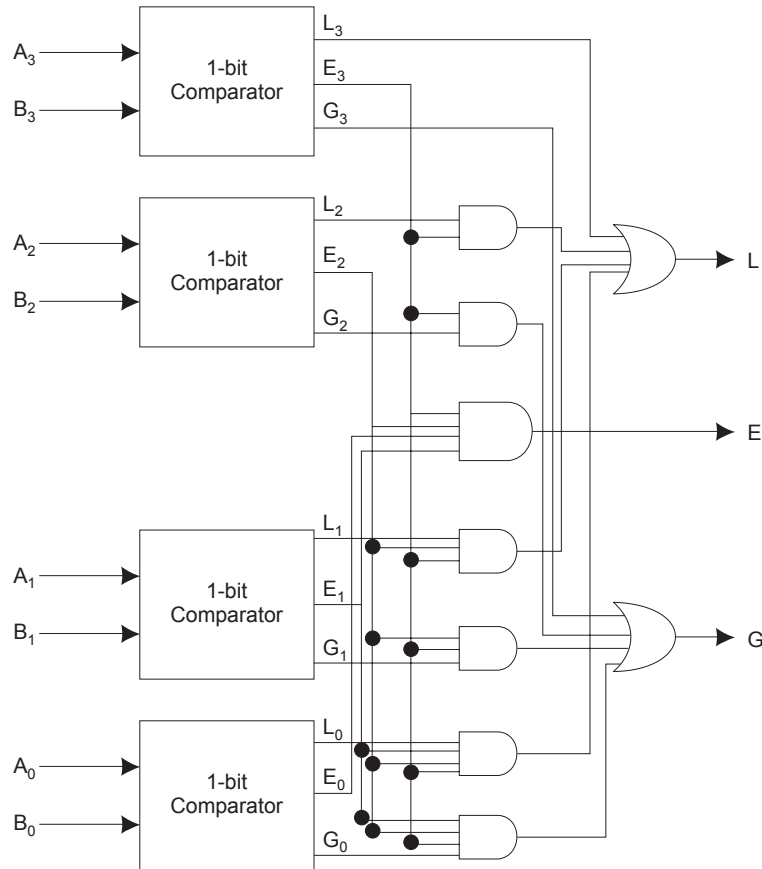 A3
B3
1-bit
Comparator
L3
E3
G3
A2
B2
1-bit
Comparator
L2
E2
G2
L
E
A1
B1
1-bit
Comparator
L1
E1
G1
G
A0
B0
1-bit
Comparator
L0
E0
G0